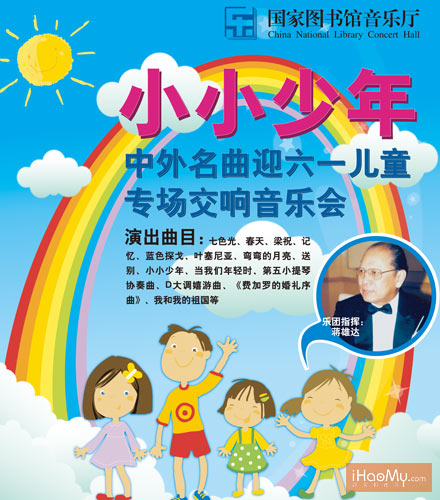 国家图书馆音乐厅
China National Library Concert Hall
小小少年
中外名曲迎六一儿童
专场交响音乐会
演出曲目：七色光、春天、梁祝、记
忆、蓝色探戈、叶塞尼亚、弯弯的月亮、送
别、小小少年、当我们年轻时、第五小提琴
协奏曲、D大调嬉游曲、《费加罗的婚礼序
曲》、我和我的祖国等
乐团指挥：
蒋雄达
iHaoMy.com